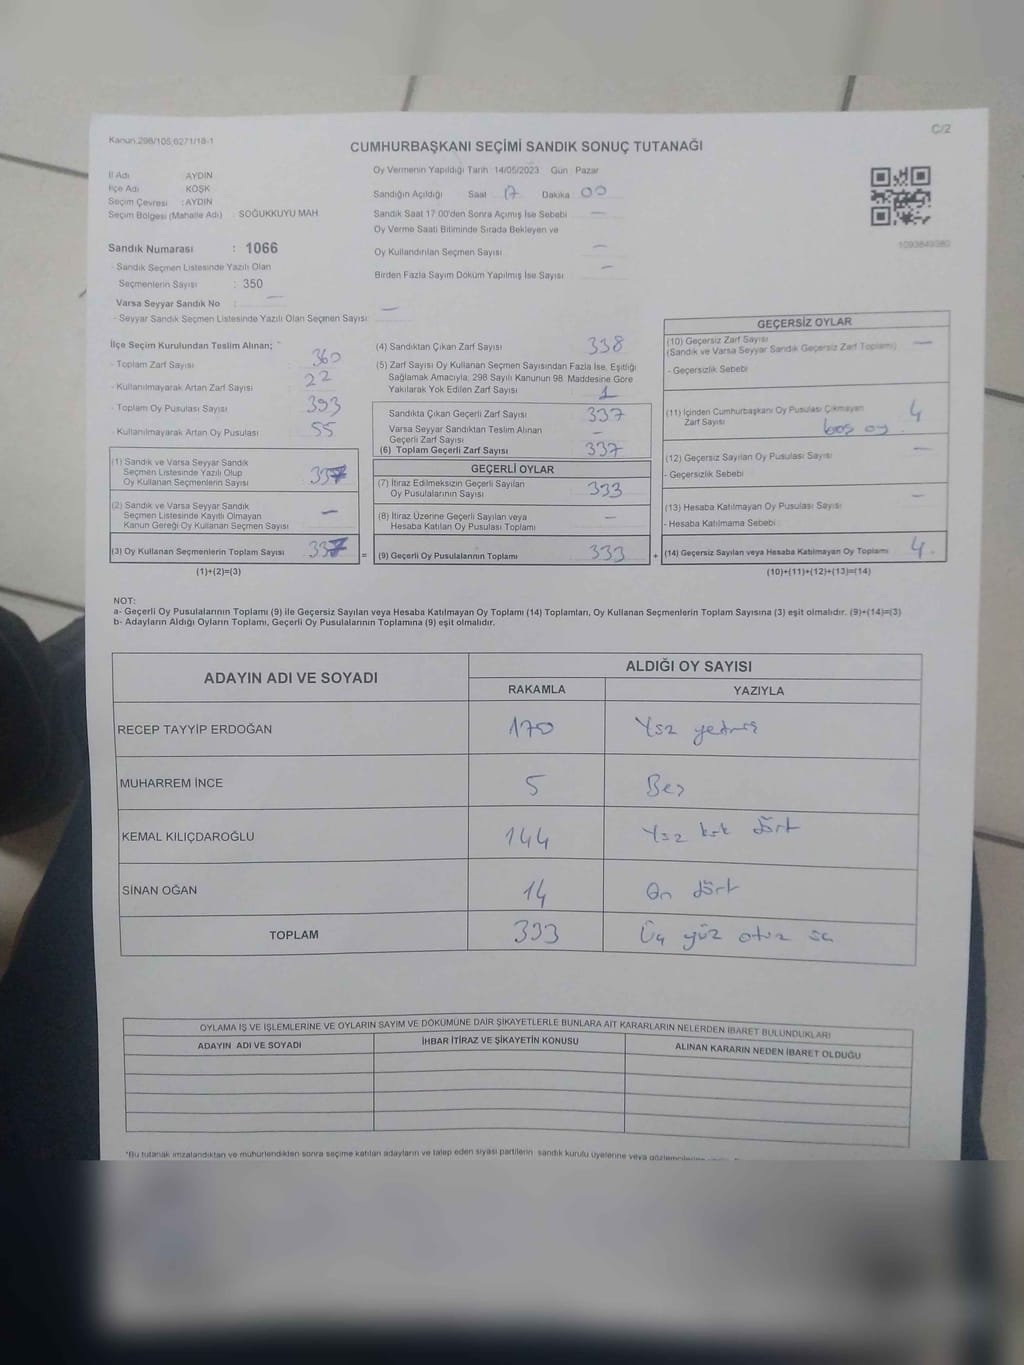 C/2
Kanun.298/105,6271/18-1
CUMHURBAŞKANI SEÇİMİ SANDIK SONUÇ TUTANAĞI
İl Adı AYDIN
İlçe Adı KÖŞK
Seçim Çevresi : AYDIN
Seçim Bölgesi (Mahalle Adı) : SOĞUKKUYU MAH.
Sandık Numarası : 1066
- Sandık Seçmen Listesinde Yazılı Olan
Seçmenlerin Sayısı : 350
Varsa Seyyar Sandık No : —
- Seyyar Sandık Seçmen Listesinde Yazılı Olan Seçmen Sayısı: —
Oy Vermenin Yapıldığı Tarih: 14/05/2023 Gün : Pazar
Sandığın Açıldığı Saat 17 Dakika 00
Sandık Saat 17.00'den Sonra Açımış İse Sebebi —
Oy Verme Saati Bitiminde Sırada Bekleyen ve
Oy Kullandırılan Seçmen Sayısı —
Birden Fazla Sayım Döküm Yapılmış İse Sayısı —
1093849380
İlçe Seçim Kurulundan Teslim Alınan;
- Toplam Zarf Sayısı : 360
- Kullanılmayarak Artan Zarf Sayısı : 22
- Toplam Oy Pusulası Sayısı : 393
- Kullanılmayarak Artan Oy Pusulası : 55
(1) Sandık ve Varsa Seyyar Sandık
Seçmen Listesinde Yazılı Olup
Oy Kullanan Seçmenlerin Sayısı 337
(2) Sandık ve Varsa Seyyar Sandık
Seçmen Listesinde Kayıtlı Olmayan
Kanun Gereği Oy Kullanan Seçmen Sayısı —
(3) Oy Kullanan Seçmenlerin Toplam Sayısı 337 =
(1)+(2)=(3)
(4) Sandıktan Çıkan Zarf Sayısı 338
(5) Zarf Sayısı Oy Kullanan Seçmen Sayısından Fazla İse, Eşitliği
Sağlamak Amacıyla; 298 Sayılı Kanunun 98. Maddesine Göre
Yakılarak Yok Edilen Zarf Sayısı 1
Sandıkta Çıkan Geçerli Zarf Sayısı 337
Varsa Seyyar Sandıktan Teslim Alınan
Geçerli Zarf Sayısı —
(6) Toplam Geçerli Zarf Sayısı 337
GEÇERLİ OYLAR
(7) İtiraz Edilmeksizin Geçerli Sayılan
Oy Pusulalarının Sayısı 333
(8) İtiraz Üzerine Geçerli Sayılan veya
Hesaba Katılan Oy Pusulası Toplamı —
(9) Geçerli Oy Pusulalarının Toplamı 333 +
GEÇERSİZ OYLAR
(10) Geçersiz Zarf Sayısı —
(Sandık ve Varsa Seyyar Sandık Geçersiz Zarf Toplamı)
- Geçersizlik Sebebi
(11) İçinden Cumhurbaşkanı Oy Pusulası Çıkmayan 4
Zarf Sayısı boş oy.
(12) Geçersiz Sayılan Oy Pusulası Sayısı —
- Geçersizlik Sebebi
(13) Hesaba Katılmayan Oy Pusulası Sayısı —
- Hesaba Katılmama Sebebi
(14) Geçersiz Sayılan veya Hesaba Katılmayan Oy Toplamı 4.
(10)+(11)+(12)+(13)=(14)
NOT:
a- Geçerli Oy Pusulalarının Toplamı (9) ile Geçersiz Sayılan veya Hesaba Katılmayan Oy Toplamı (14) Toplamları, Oy Kullanan Seçmenlerin Toplam Sayısına (3) eşit olmalıdır. (9)+(14)=(3)
b- Adayların Aldığı Oyların Toplamı, Geçerli Oy Pusulalarının Toplamına (9) eşit olmalıdır.
ADAYIN ADI VE SOYADI ALDIĞI OY SAYISI
RAKAMLA YAZIYLA
RECEP TAYYİP ERDOĞAN 170 Yüz yetmiş
MUHARREM İNCE 5 Beş
KEMAL KILIÇDAROĞLU 144 Yüz kırk dört
SİNAN OĞAN 14 On dört
TOPLAM 333 Üç yüz otuz üç
OYLAMA İŞ VE İŞLEMLERİNE VE OYLARIN SAYIM VE DÖKÜMÜNE DAİR ŞİKAYETLERLE BUNLARA AİT KARARLARIN NELERDEN İBARET BULUNDUKLARI
ADAYIN ADI VE SOYADI İHBAR İTİRAZ VE ŞİKAYETİN KONUSU ALINAN KARARIN NEDEN İBARET OLDUĞU
*Bu tutanak imzalandıktan ve mühürlendikten sonra seçime katılan adayların ve talep eden siyasi partilerin sandık kurulu üyelerine veya